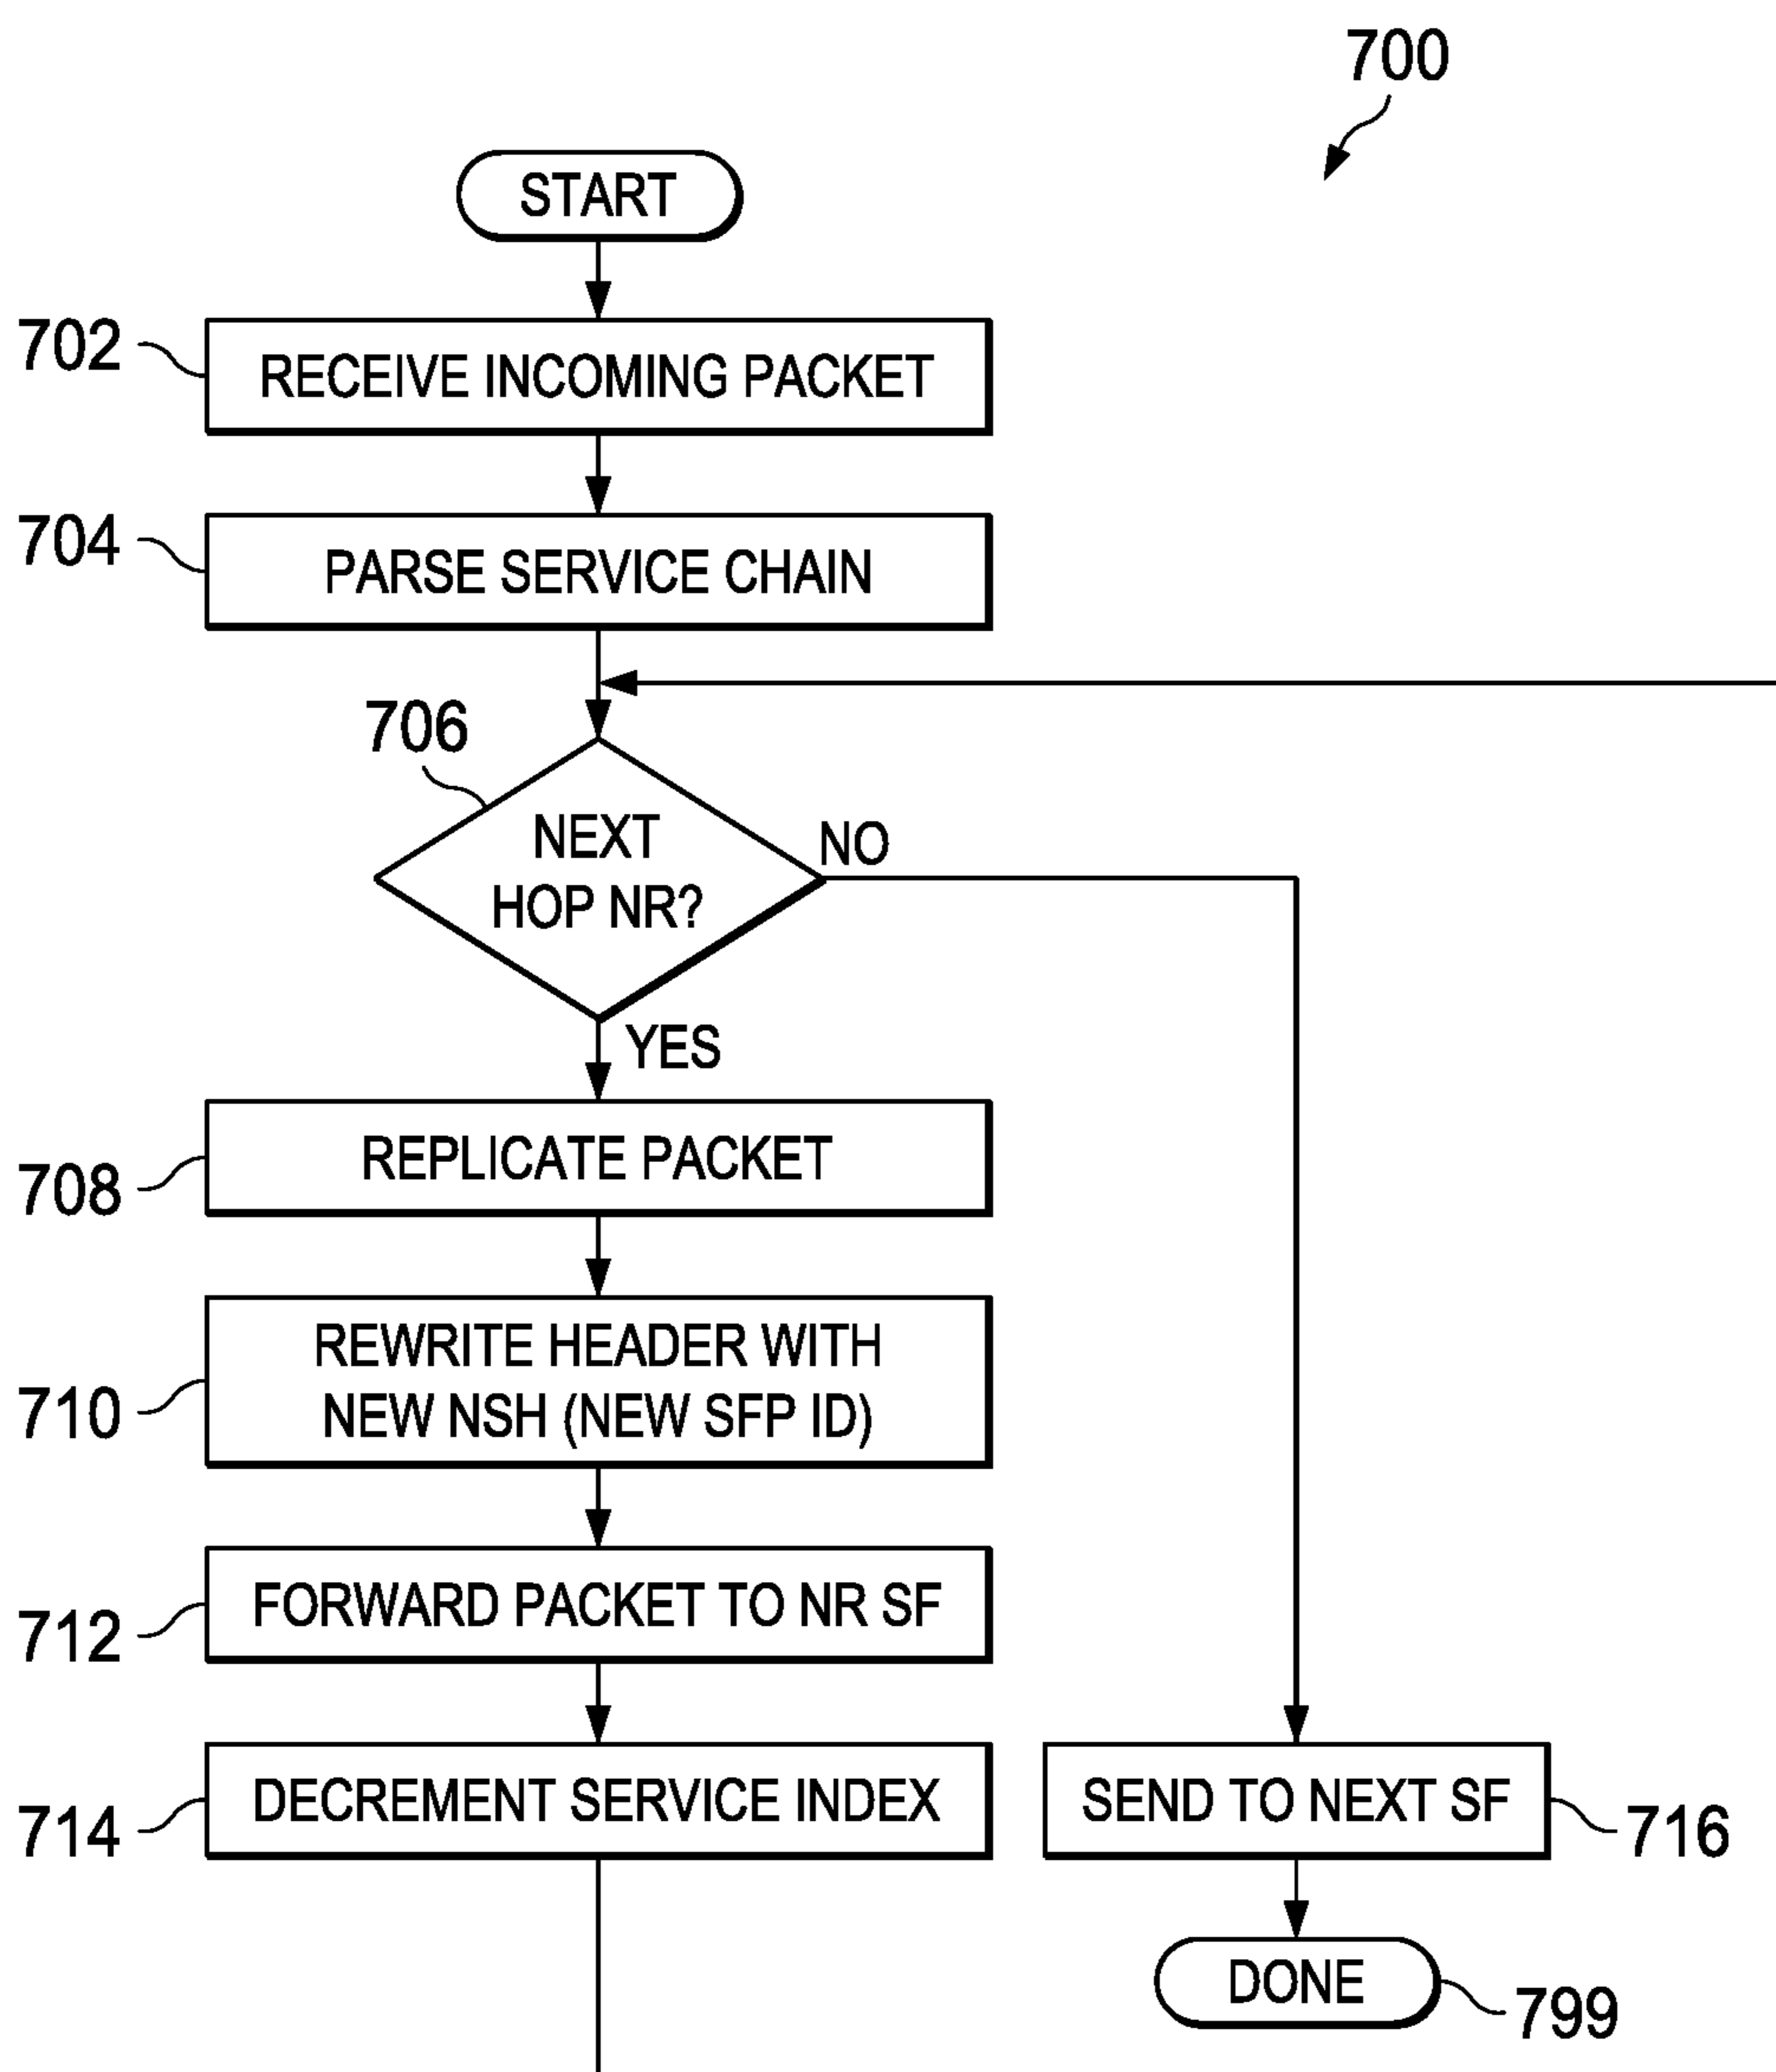 700
START
702
RECEIVE INCOMING PACKET
704
PARSE SERVICE CHAIN
706
NEXT
HOP NR?
NO
YES
708
REPLICATE PACKET
710
REWRITE HEADER WITH
NEW NSH (NEW SFP ID)
712
FORWARD PACKET TO NR SF
714
DECREMENT SERVICE INDEX
SEND TO NEXT SF
716
DONE
799